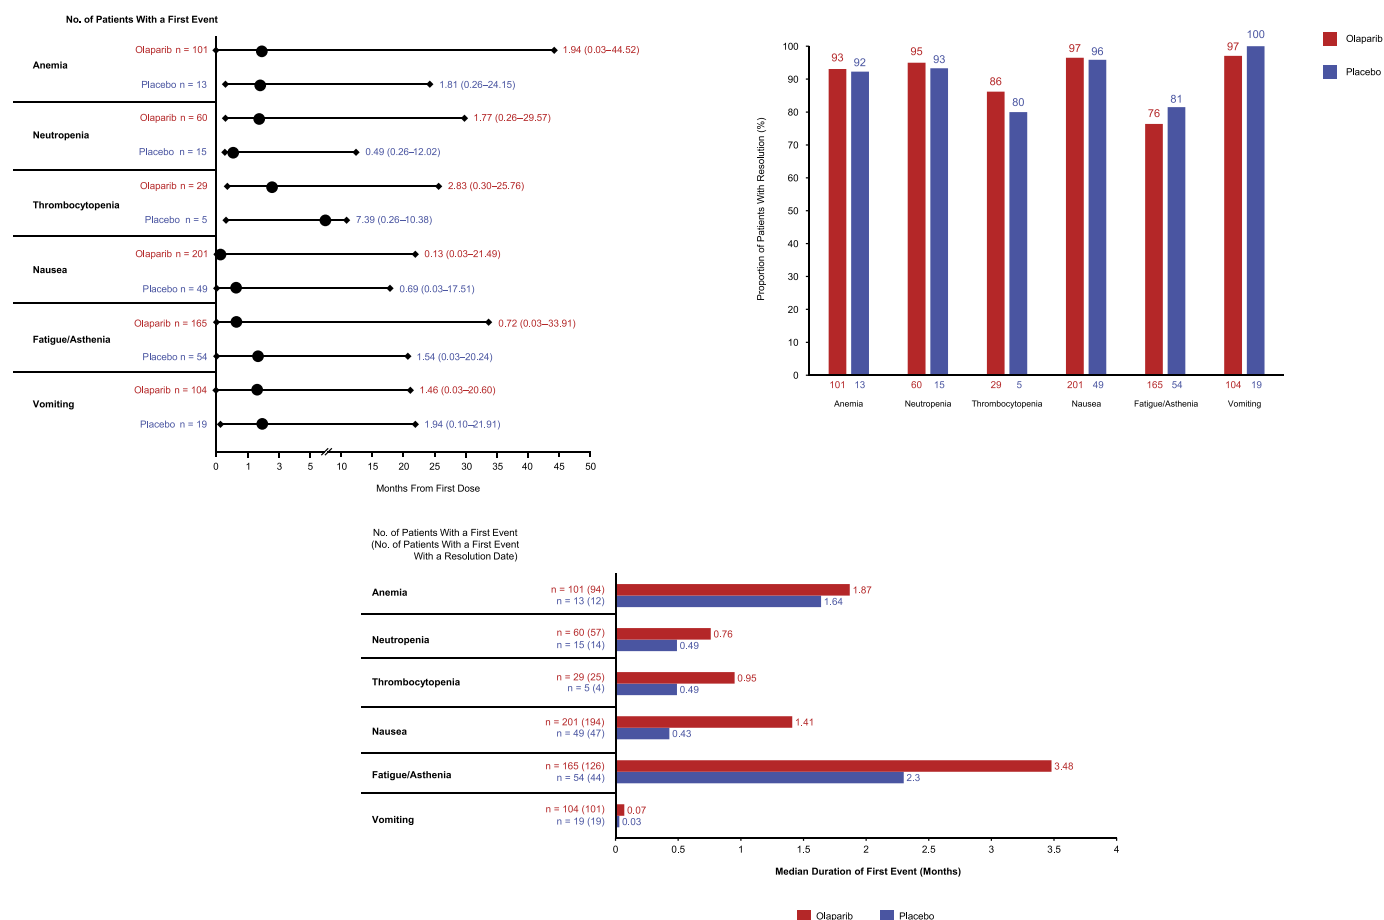 No. of Patients With a First Event
Anemia
Olaparib n = 101
1.94 (0.03–44.52)
Placebo n = 13
1.81 (0.26–24.15)
Neutropenia
Olaparib n = 60
1.77 (0.26–29.57)
Placebo n = 15
0.49 (0.26–12.02)
Thrombocytopenia
Olaparib n = 29
2.83 (0.30–25.76)
Placebo n = 5
7.39 (0.26–10.38)
Nausea
Olaparib n = 201
0.13 (0.03–21.49)
Placebo n = 49
0.69 (0.03–17.51)
Fatigue/Asthenia
Olaparib n = 165
0.72 (0.03–33.91)
Placebo n = 54
1.54 (0.03–20.24)
Vomiting
Olaparib n = 104
1.46 (0.03–20.60)
Placebo n = 19
1.94 (0.10–21.91)
0 1 3 5 10 15 20 25 30 35 40 45 50
Months From First Dose
Proportion of Patients With Resolution (%)
100
90
80
70
60
50
40
30
20
10
0
93 92 95 93 86 80 97 96 76 81 97 100
101 13 60 15 29 5 201 49 165 54 104 19
Anemia Neutropenia Thrombocytopenia Nausea Fatigue/Asthenia Vomiting
Olaparib
Placebo
No. of Patients With a First Event
(No. of Patients With a First Event
With a Resolution Date)
Anemia
n = 101 (94)
1.87
n = 13 (12)
1.64
Neutropenia
n = 60 (57)
0.76
n = 15 (14)
0.49
Thrombocytopenia
n = 29 (25)
0.95
n = 5 (4)
0.49
Nausea
n = 201 (194)
1.41
n = 49 (47)
0.43
Fatigue/Asthenia
n = 165 (126)
3.48
n = 54 (44)
2.3
Vomiting
n = 104 (101)
0.07
n = 19 (19)
0.03
0 0.5 1 1.5 2 2.5 3 3.5 4
Median Duration of First Event (Months)
Olaparib Placebo